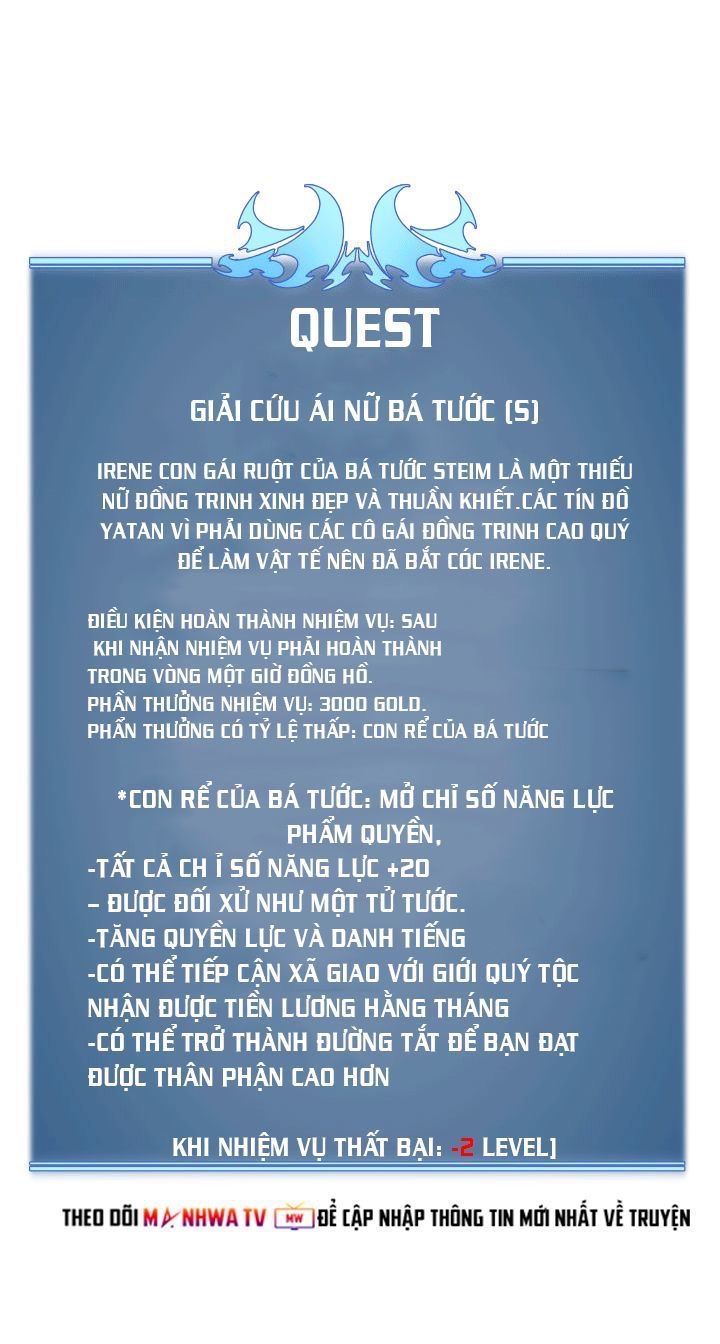 QUEST
GIẢI CỨU ÁI NỮ BÁ TƯỚC (S)
IRENE CON GÁI RUỘT CỦA BÁ TƯỚC STEIM LÀ MỘT THIẾU
NỮ ĐỒNG TRINH XINH ĐẸP VÀ THUẦN KHIẾT.CÁC TÍN ĐỒ
YATAN VÌ PHẢI DÙNG CÁC CÔ GÁI ĐỒNG TRINH CAO QUÝ
ĐỂ LÀM VẬT TẾ NÊN ĐÃ BẮT CÓC IRENE.
ĐIỀU KIỆN HOÀN THÀNH NHIỆM VỤ: SAU
KHI NHẬN NHIỆM VỤ PHẢI HOÀN THÀNH
TRONG VÒNG MỘT GIỜ ĐỒNG HỒ.
PHẦN THƯỞNG NHIỆM VỤ: 3000 GOLD.
PHẨN THƯỞNG CÓ TỶ LỆ THẤP: CON RỂ CỦA BÁ TƯỚC
*CON RỂ CỦA BÁ TƯỚC: MỞ CHỈ SỐ NĂNG LỰC
PHẨM QUYỀN,
-TẤT CẢ CH Ỉ SỐ NĂNG LỰC +20
– ĐƯỢC ĐỐI XỬ NHƯ MỘT TỬ TƯỚC.
-TĂNG QUYỀN LỰC VÀ DANH TIẾNG
-CÓ THỂ TIẾP CẬN XÃ GIAO VỚI GIỚI QUÝ TỘC
NHẬN ĐƯỢC TIỀN LƯƠNG HẰNG THÁNG
-CÓ THỂ TRỞ THÀNH ĐƯỜNG TẮT ĐỂ BẠN ĐẠT
ĐƯỢC THÂN PHẬN CAO HƠN
KHI NHIỆM VỤ THẤT BẠI: -2 LEVEL]
THEO DÕI MANHWA TV MW ĐỂ CẬP NHẬP THÔNG TIN MỚI NHẤT VỀ TRUYỆN